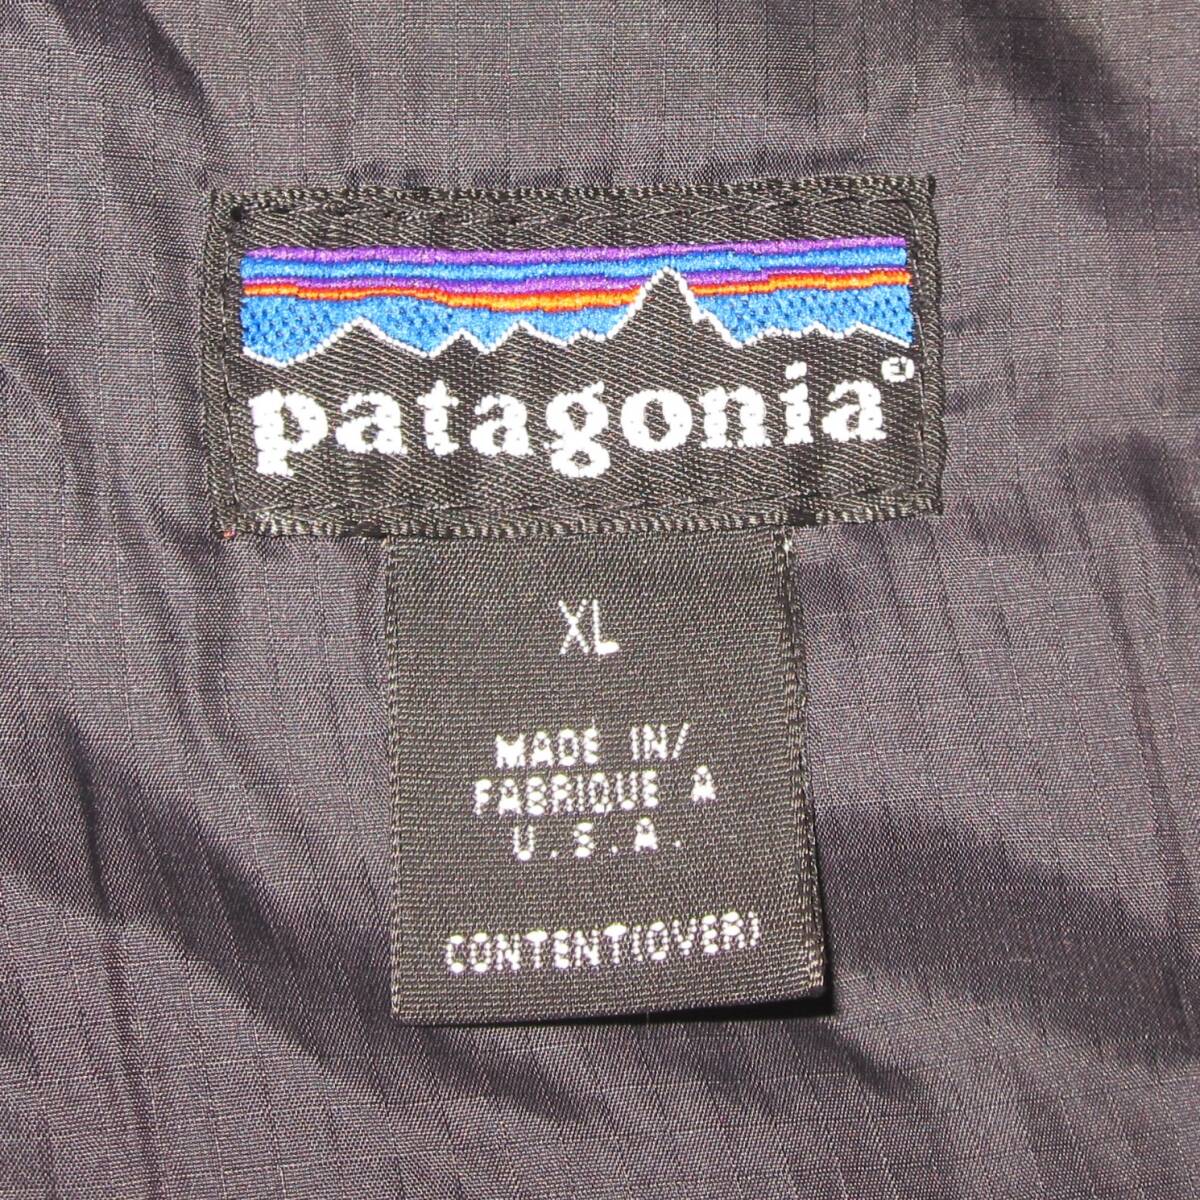 patagonia®
XL
MADE IN/
FABRIQUE A
U.S.A.
CONTENT(OVER)